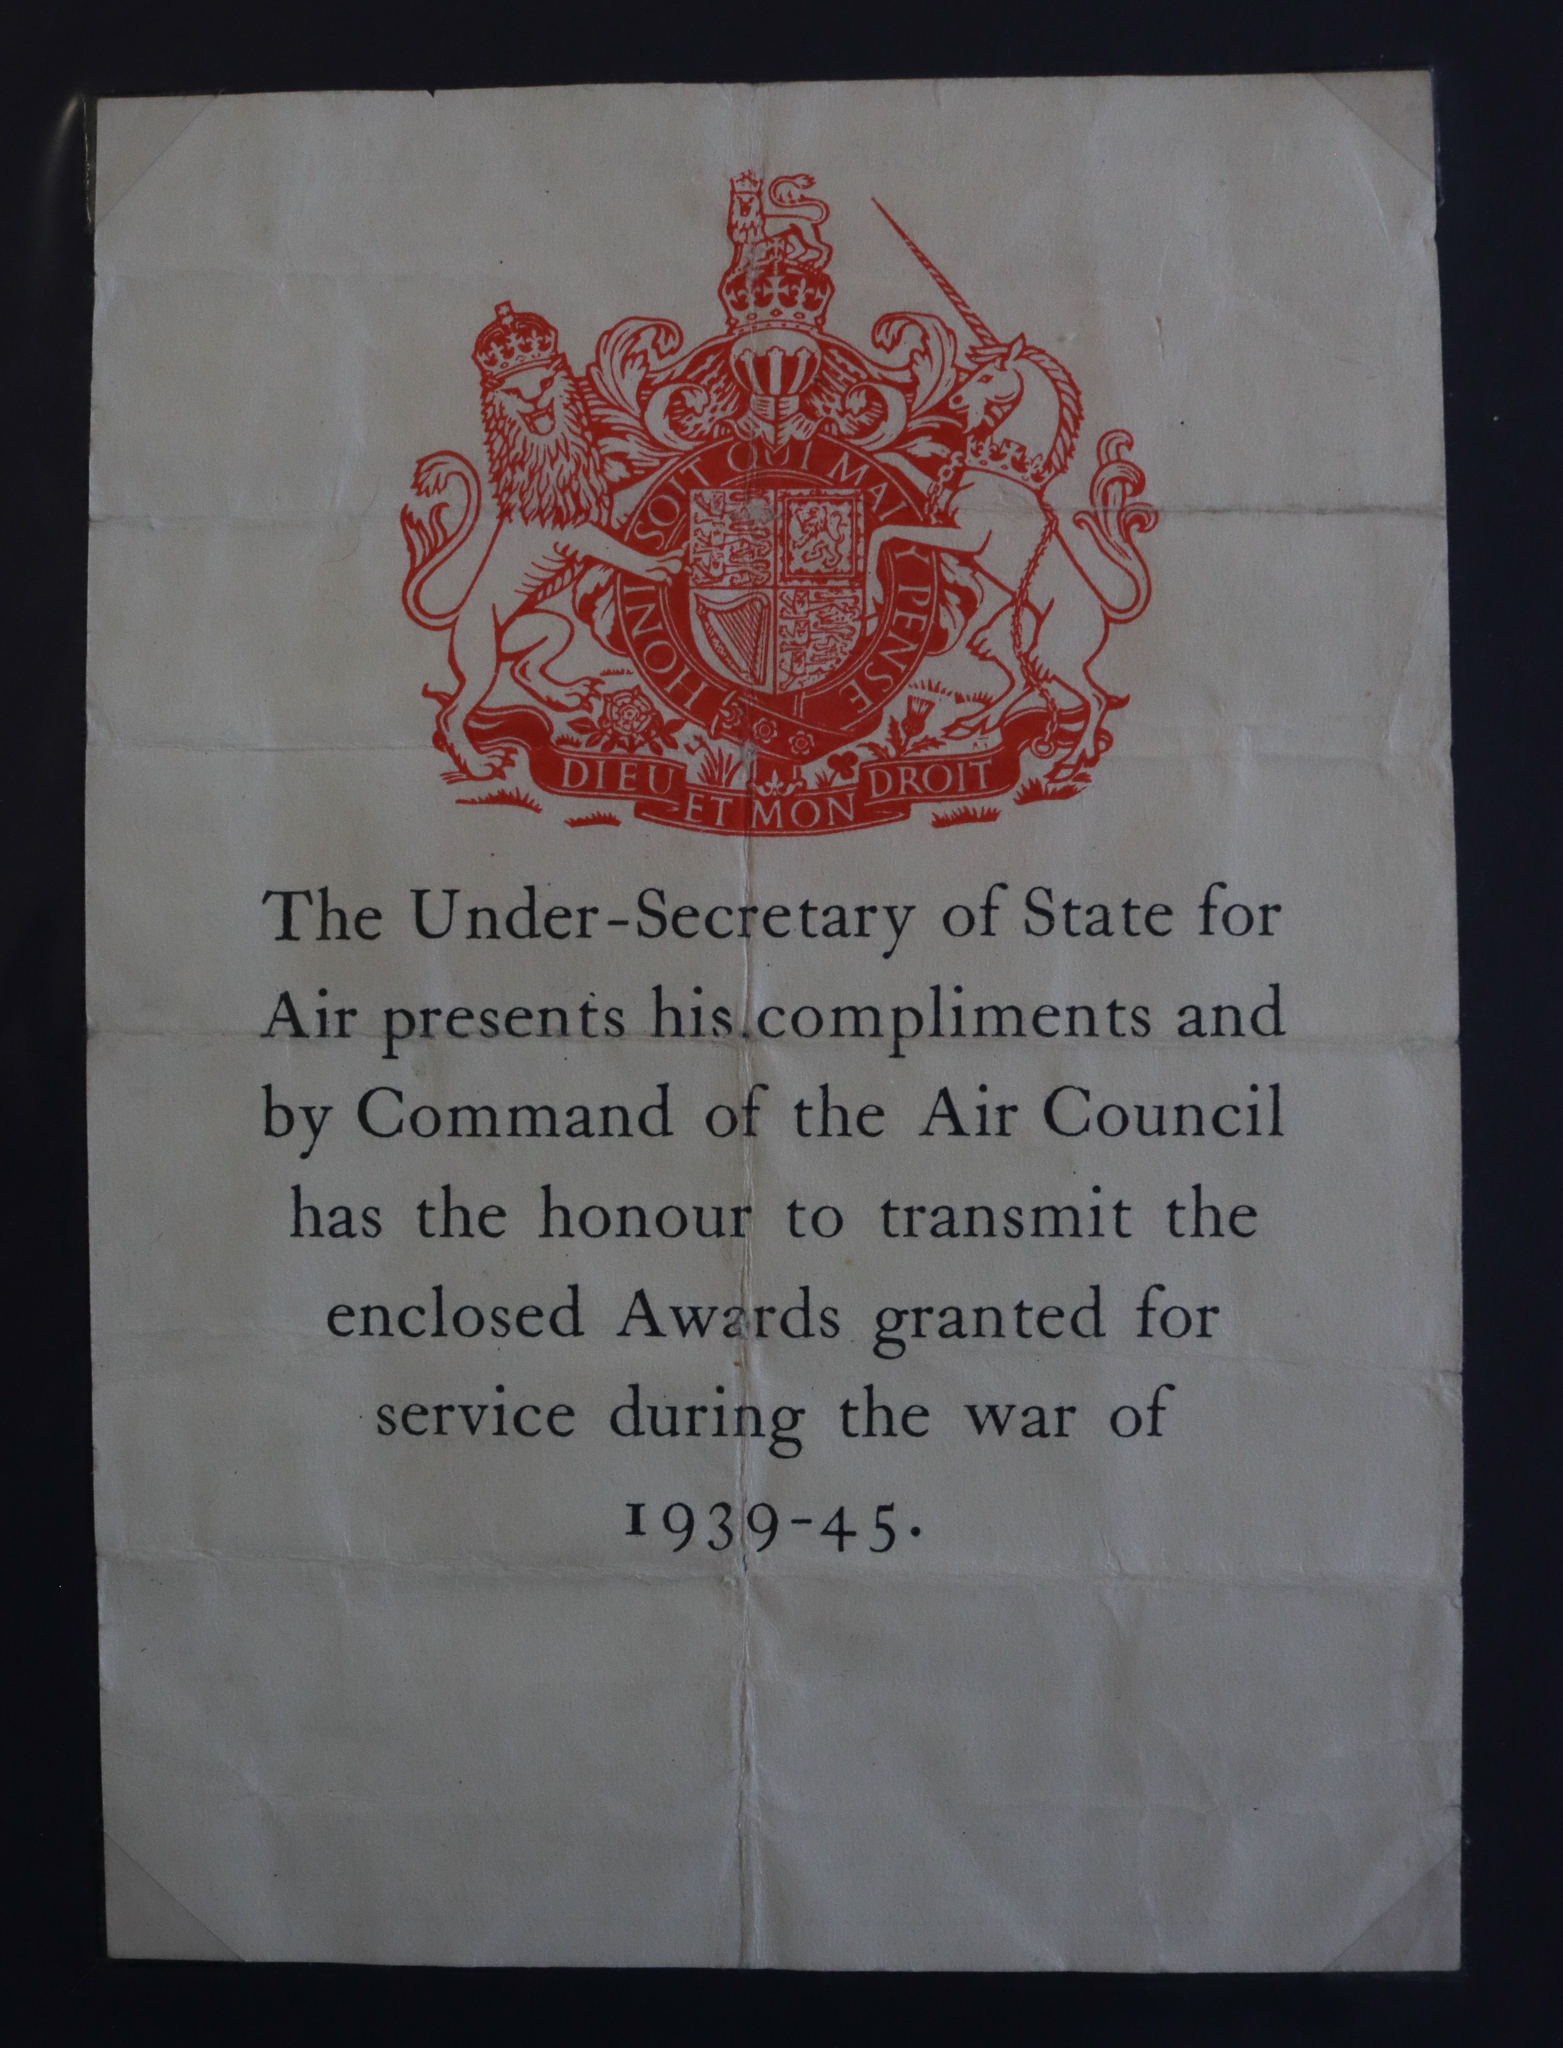 HONI SOIT QUI MAL Y PENSE
DIEU ET MON DROIT
The Under-Secretary of State for
Air presents his compliments and
by Command of the Air Council
has the honour to transmit the
enclosed Awards granted for
service during the war of
1939-45.